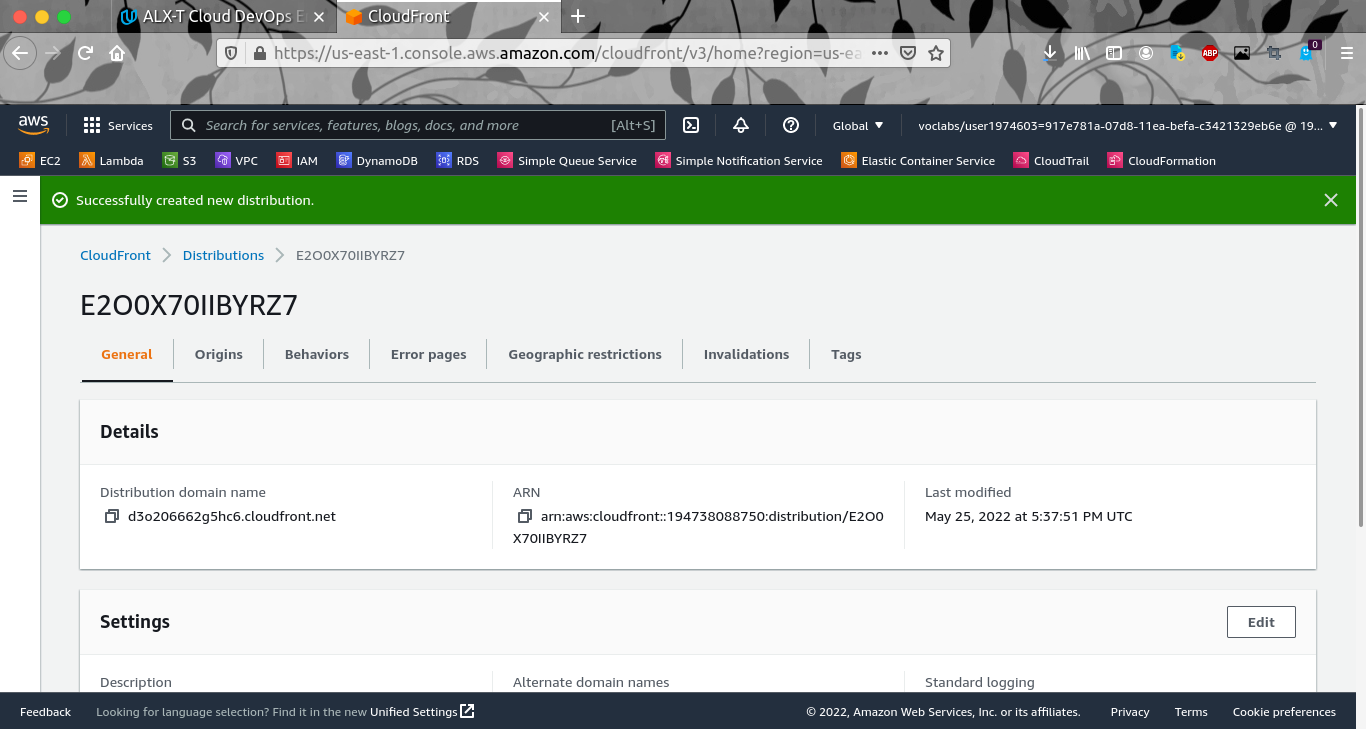 ALX-T Cloud DevOps E
CloudFront
https://us-east-1.console.aws.amazon.com/cloudfront/v3/home?region=us-ea
ABP
0
aws
Services
Search for services, features, blogs, docs, and more [Alt+S]
Global
voclabs/user1974603=917e781a-07d8-11ea-befa-c3421329eb6e @ 19...
EC2 Lambda S3 VPC IAM DynamoDB RDS Simple Queue Service Simple Notification Service Elastic Container Service CloudTrail CloudFormation
Successfully created new distribution.
CloudFront Distributions E2O0X70IIBYRZ7
E2O0X70IIBYRZ7
General Origins Behaviors Error pages Geographic restrictions Invalidations Tags
Details
Distribution domain name
d3o206662g5hc6.cloudfront.net
ARN
arn:aws:cloudfront::194738088750:distribution/E2O0
X70IIBYRZ7
Last modified
May 25, 2022 at 5:37:51 PM UTC
Settings
Edit
Description
Alternate domain names
Standard logging
Feedback
Looking for language selection? Find it in the new Unified Settings
© 2022, Amazon Web Services, Inc. or its affiliates.
Privacy Terms Cookie preferences